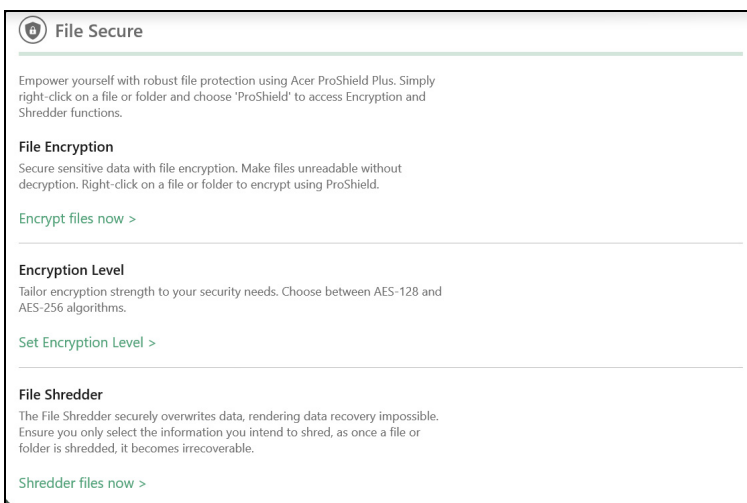 File Secure
Empower yourself with robust file protection using Acer ProShield Plus. Simply
right-click on a file or folder and choose 'ProShield' to access Encryption and
Shredder functions.
File Encryption
Secure sensitive data with file encryption. Make files unreadable without
decryption. Right-click on a file or folder to encrypt using ProShield.
Encrypt files now >
Encryption Level
Tailor encryption strength to your security needs. Choose between AES-128 and
AES-256 algorithms.
Set Encryption Level >
File Shredder
The File Shredder securely overwrites data, rendering data recovery impossible.
Ensure you only select the information you intend to shred, as once a file or
folder is shredded, it becomes irrecoverable.
Shredder files now >